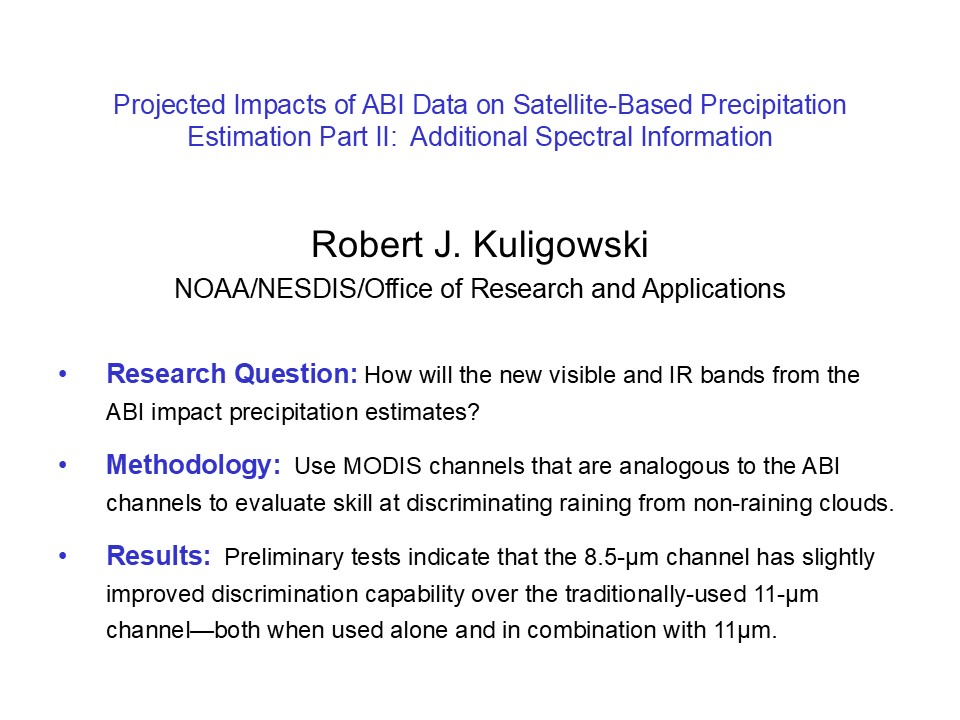 Projected Impacts of ABI Data on Satellite-Based Precipitation
Estimation Part II:  Additional Spectral Information
Robert J. Kuligowski
NOAA/NESDIS/Office of Research and Applications
• Research Question: How will the new visible and IR bands from the
ABI impact precipitation estimates?
• Methodology:  Use MODIS channels that are analogous to the ABI
channels to evaluate skill at discriminating raining from non-raining clouds.
• Results:  Preliminary tests indicate that the 8.5-µm channel has slightly
improved discrimination capability over the traditionally-used 11-µm
channel—both when used alone and in combination with 11µm.